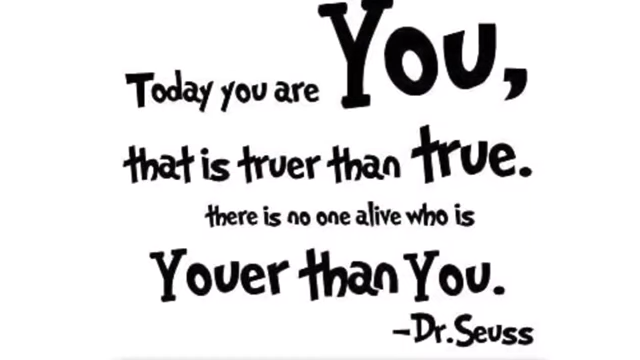 Today you are You,
that is truer than true.
there is no one alive who is
Youer than You.
-Dr.Seuss